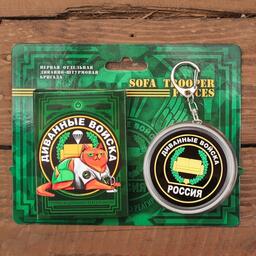 ПЕРВАЯ ОТДЕЛЬНАЯ
ДИВАННО-ШТУРМОВАЯ
БРИГАДА
SOFA TROOPER
FORCES
ДИВАННЫЕ ВОЙСКА
ДИВАННЫЕ ВОЙСКА
РОССИЯ